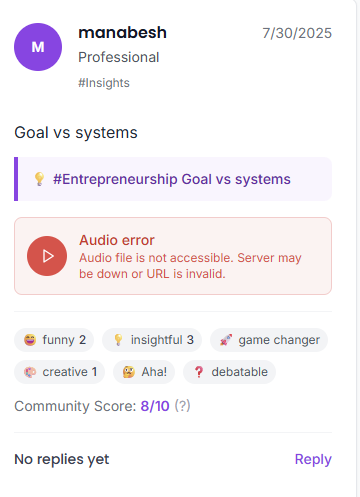 M
manabesh
7/30/2025
Professional
#Insights
Goal vs systems
💡 #Entrepreneurship Goal vs systems
Audio error
Audio file is not accessible. Server may
be down or URL is invalid.
😄 funny 2 💡 insightful 3 🚀 game changer
🧠 creative 1 🤔 Aha! ❓ debatable
Community Score: 8/10 (?)
No replies yet
Reply